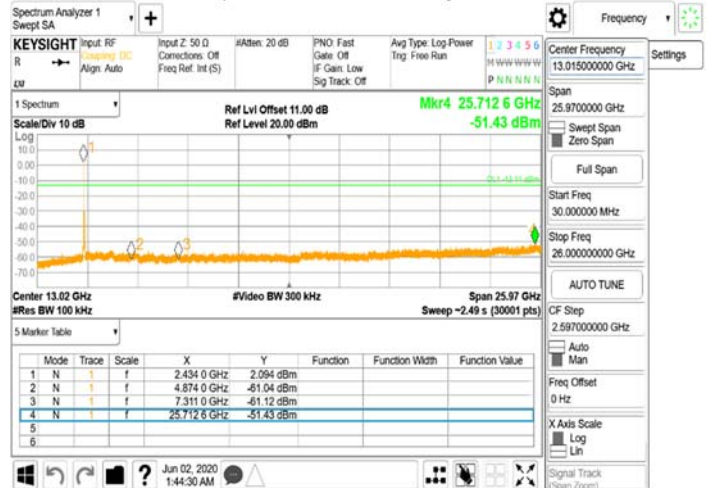 Spectrum Analyzer 1
Swept SA
+
Frequency
KEYSIGHT
R
Input: RF
Coupling: DC
Align: Auto
Input Z: 50 Ω
Corrections: Off
Freq Ref: Int (S)
#Atten: 20 dB
PNO: Fast
Gate: Off
IF Gain: Low
Sig Track: Off
Avg Type: Log-Power
Trig: Free Run
1 2 3 4 5 6
M W W W W W
P N N N N N
1 Spectrum
Scale/Div 10 dB
Log
Ref Lvl Offset 11.00 dB
Ref Level 20.00 dBm
Mkr4 25.712 6 GHz
-51.43 dBm
10.0
0.00
-10.0
-20.0
-30.0
-40.0
-50.0
-60.0
-70.0
1
2
3
DL1 -13.11 dBm
Center 13.02 GHz
#Video BW 300 kHz
Span 25.97 GHz
#Res BW 100 kHz
Sweep ~2.49 s (30001 pts)
5 Marker Table
Mode Trace Scale X Y Function Function Width Function Value
1 N 1 f 2.434 0 GHz 2.094 dBm
2 N 1 f 4.874 0 GHz -61.04 dBm
3 N 1 f 7.311 0 GHz -61.12 dBm
4 N 1 f 25.712 6 GHz -51.43 dBm
5
6
?
Jun 02, 2020
1:44:30 AM
Center Frequency
13.015000000 GHz
Settings
Span
25.9700000 GHz
Swept Span
Zero Span
Full Span
Start Freq
30.000000 MHz
Stop Freq
26.000000000 GHz
AUTO TUNE
CF Step
2.597000000 GHz
Auto
Man
Freq Offset
0 Hz
X Axis Scale
Log
Lin
Signal Track
(Span Zoom)